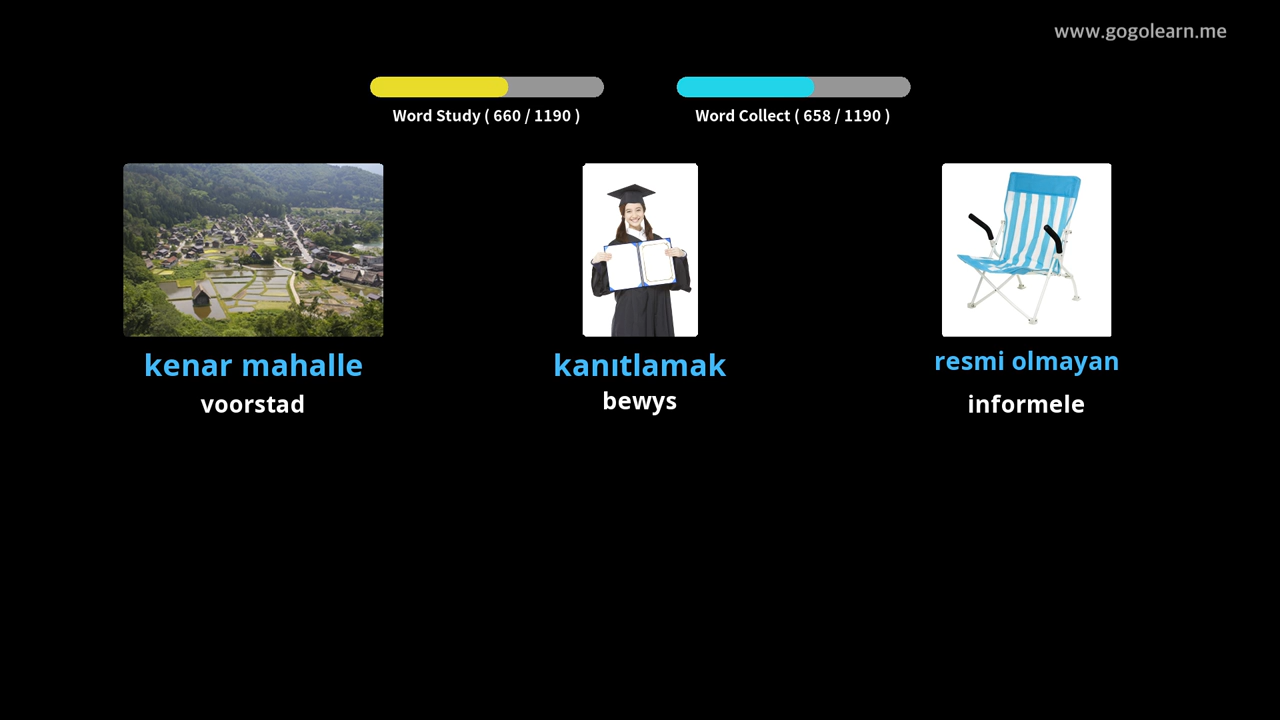 www.gogolearn.me
Word Study ( 660 / 1190 )
Word Collect ( 658 / 1190 )
kenar mahalle
voorstad
kanıtlamak
bewys
resmi olmayan
informele